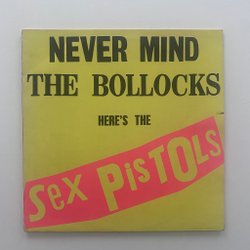 NEVER MIND
THE BOLLOCKS
HERE'S THE
Sex PiSTOLS